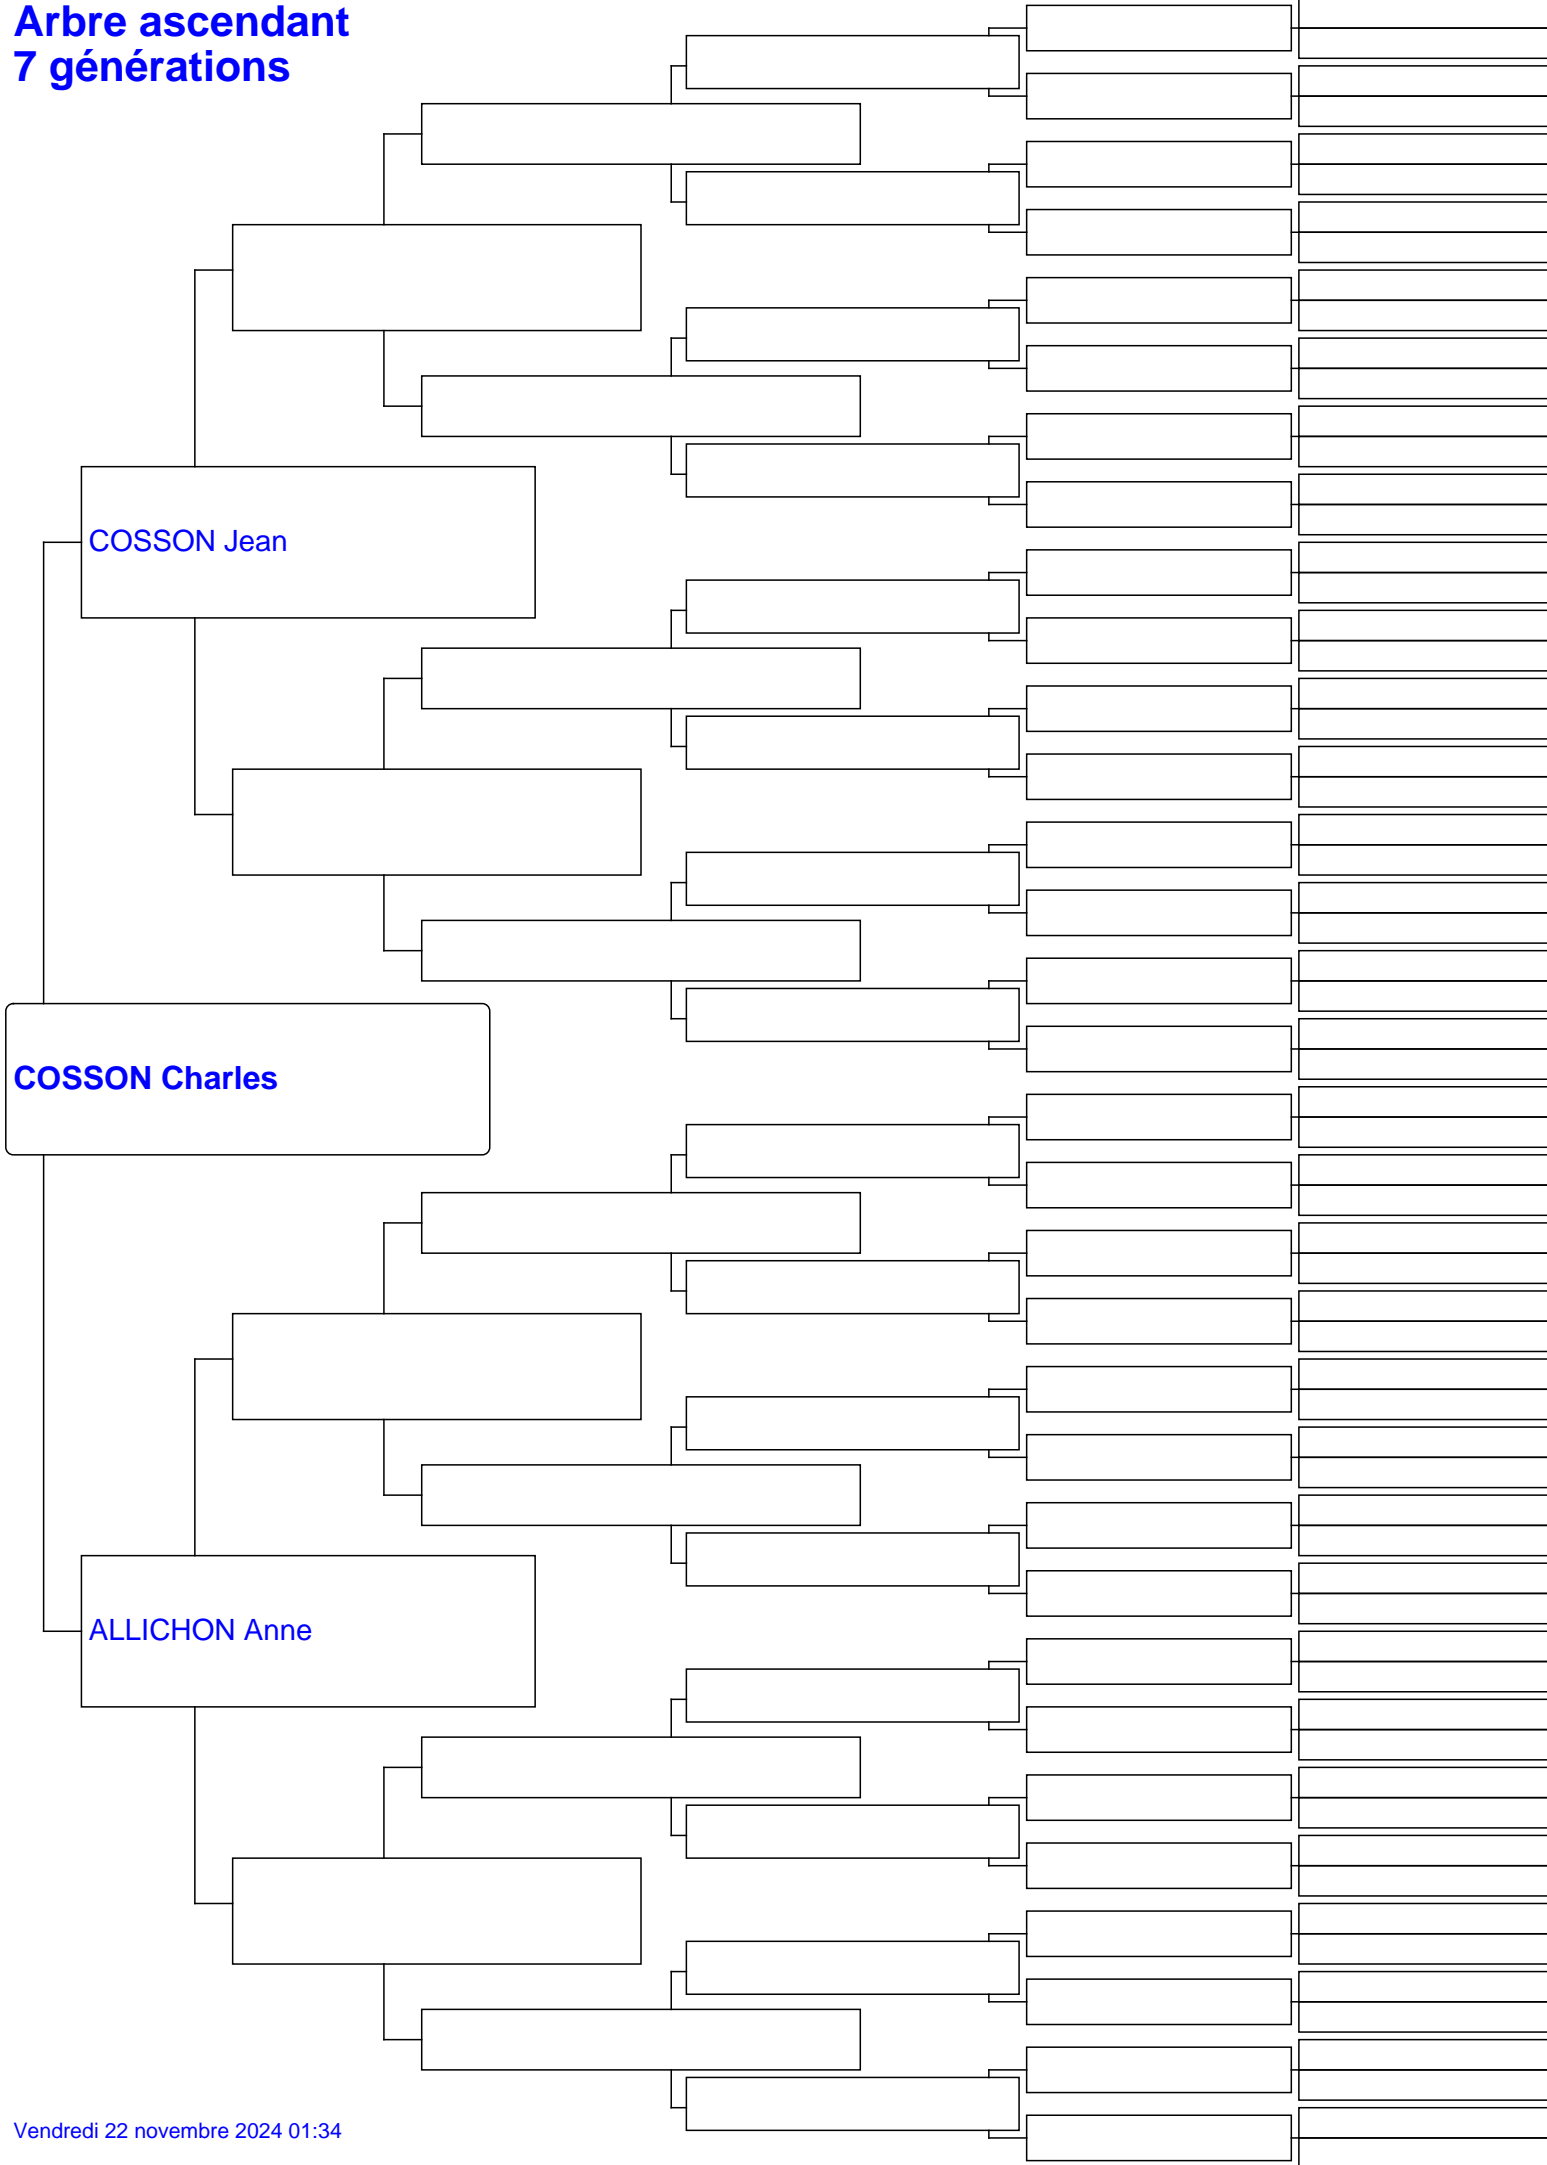 Arbre ascendant
7 générations
COSSON Jean
COSSON Charles
ALLICHON Anne
Vendredi 22 novembre 2024 01:34